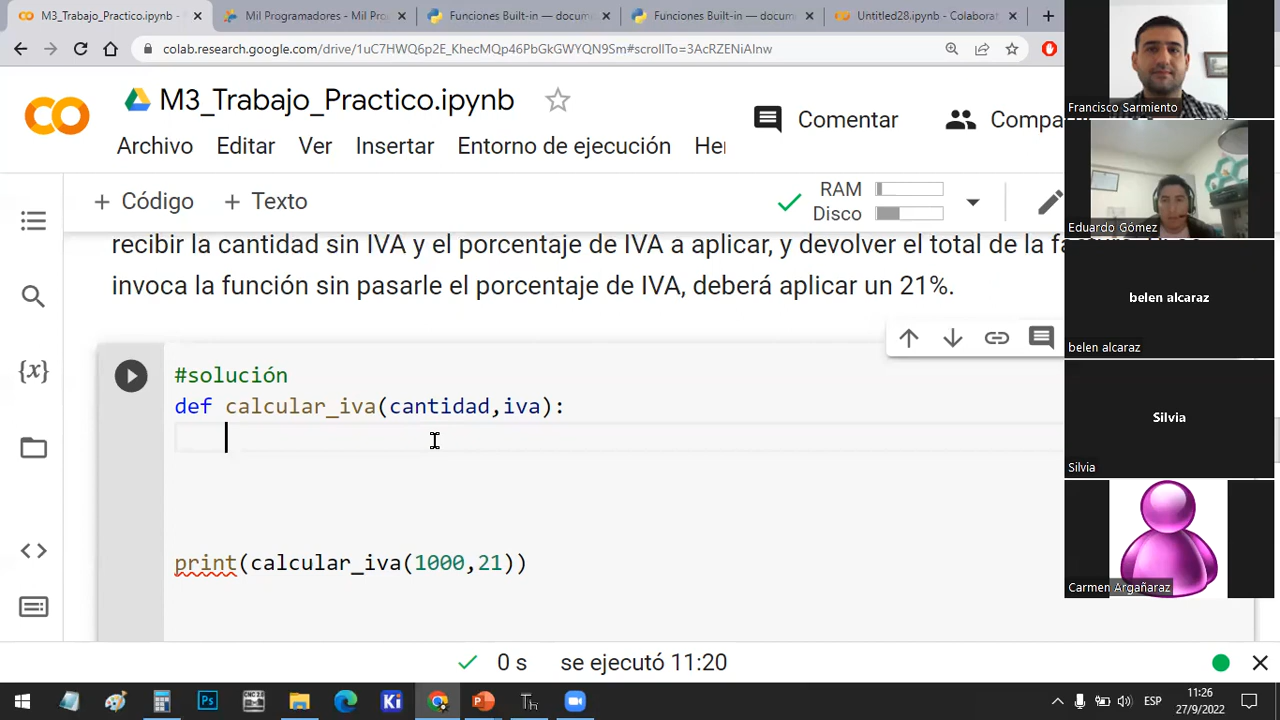 M3_Trabajo_Practico.ipynb -
Mil Programadores - Mil Pro
Funciones Built-in — docum
Funciones Built-in — docum
Untitled28.ipynb - Colabora
colab.research.google.com/drive/1uC7HWQ6p2E_KhecMQp46PbGkGWYQN9Sm#scrollTo=3AcRZENiAlnw
CO
M3_Trabajo_Practico.ipynb
Comentar
Compa
Archivo Editar Ver Insertar Entorno de ejecución Her
+ Código + Texto
RAM
Disco
recibir la cantidad sin IVA y el porcentaje de IVA a aplicar, y devolver el total de la
invoca la función sin pasarle el porcentaje de IVA, deberá aplicar un 21%.
#solución
def calcular_iva(cantidad,iva):
print(calcular_iva(1000,21))
{x}
<>
0 s se ejecutó 11:20
Francisco Sarmiento
Eduardo Gómez
belen alcaraz
belen alcaraz
Silvia
Silvia
Carmen Argañaraz
Ps
Ki
Th
ESP
11:26
27/9/2022